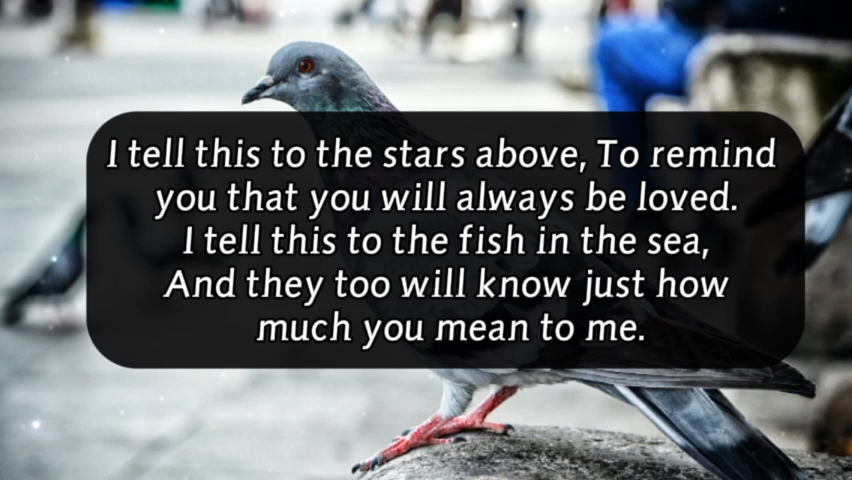 I tell this to the stars above, To remind
you that you will always be loved.
I tell this to the fish in the sea,
And they too will know just how
much you mean to me.